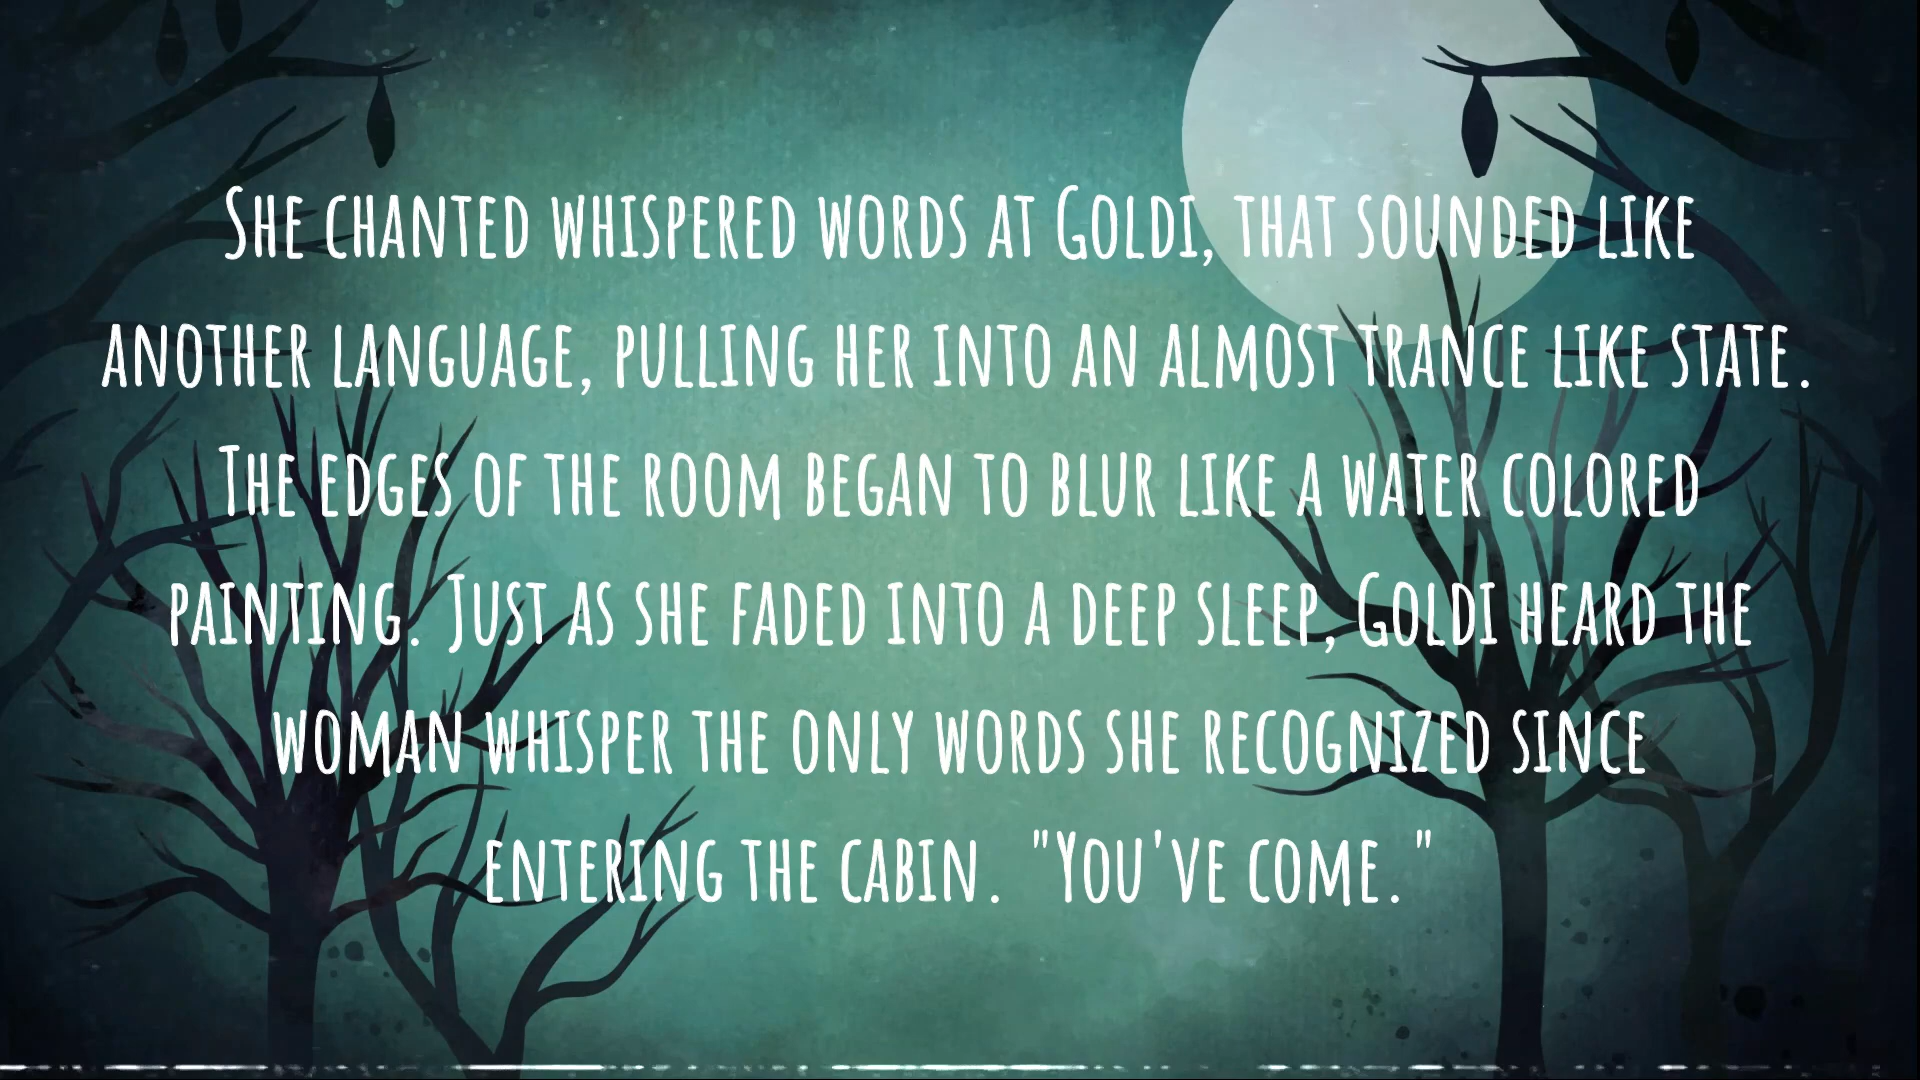 She chanted whispered words at Goldi, that sounded like
another language, pulling her into an almost trance like state.
The edges of the room began to blur like a water colored
painting. Just as she faded into a deep sleep, Goldi heard the
woman whisper the only words she recognized since
entering the cabin. "You've come."